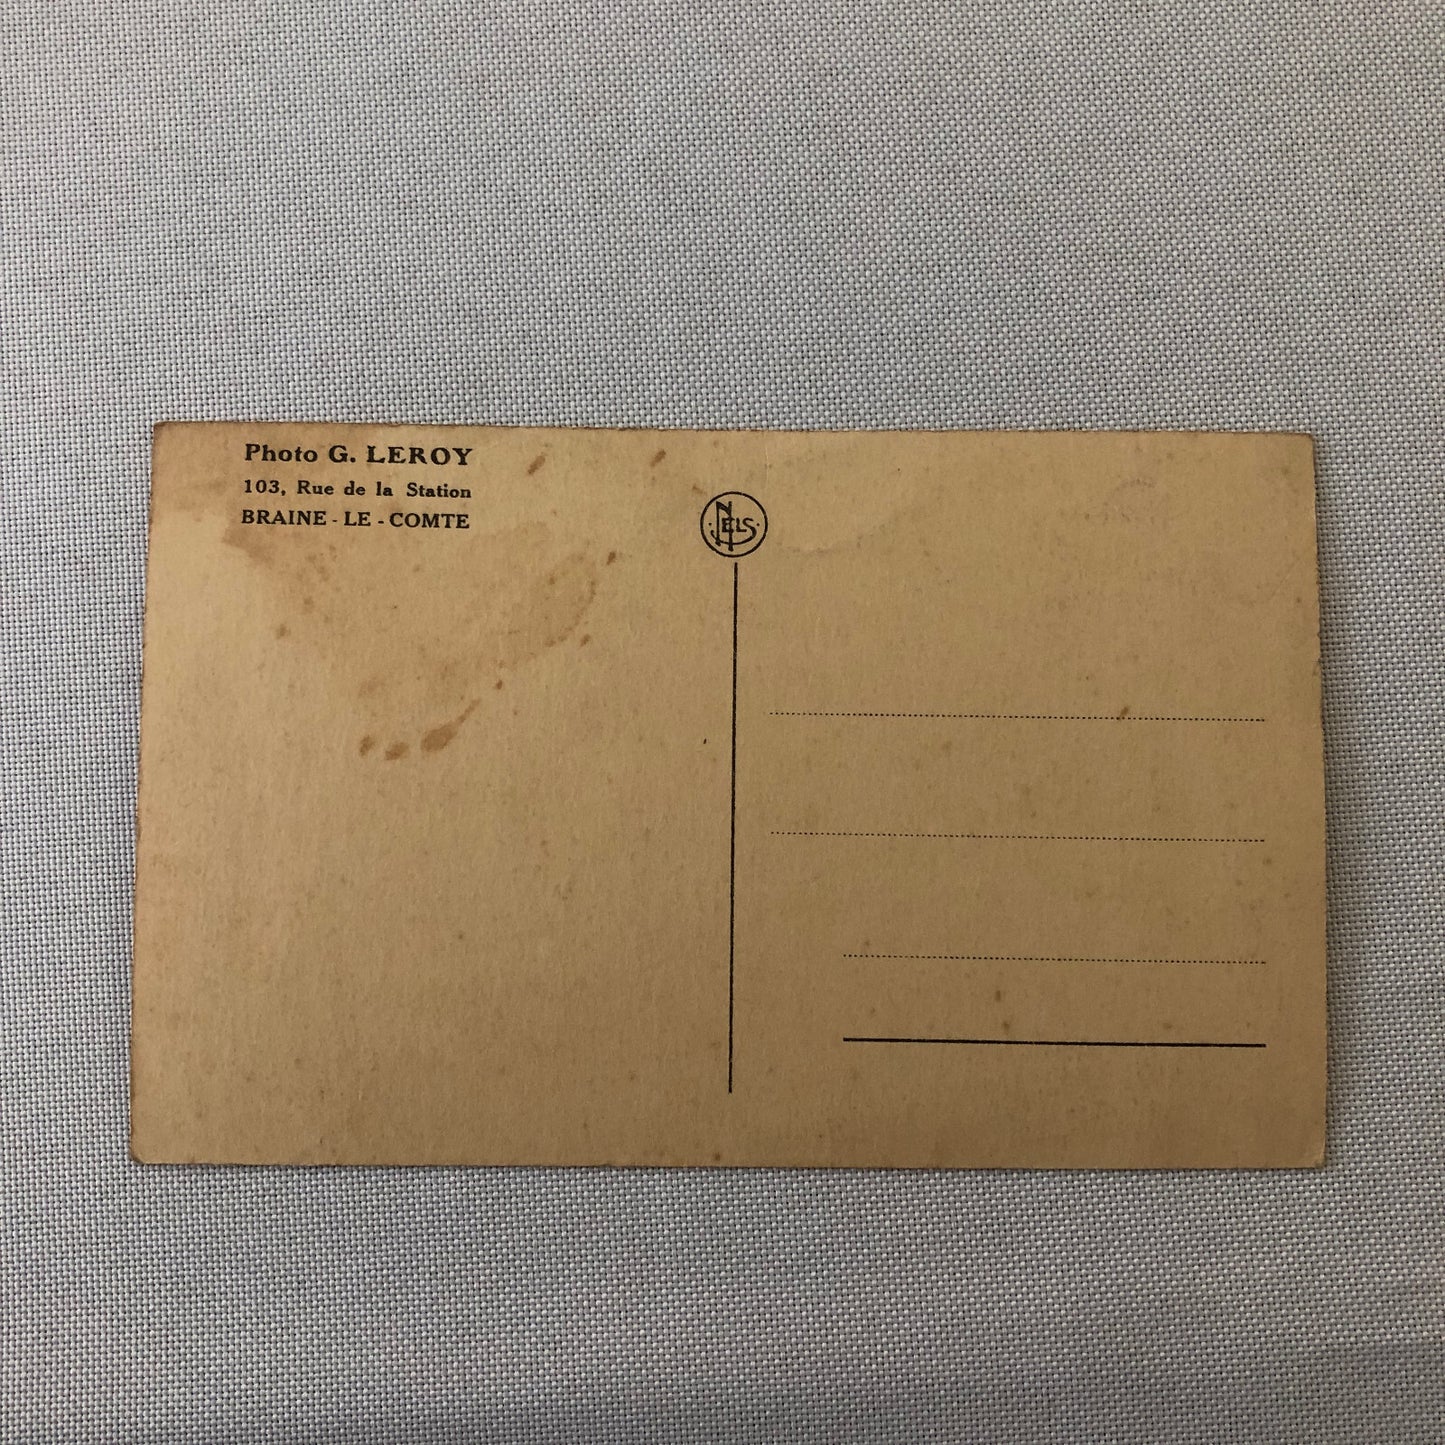 Photo G. LEROY
103, Rue de la Station
BRAINE - LE - COMTE
NELS